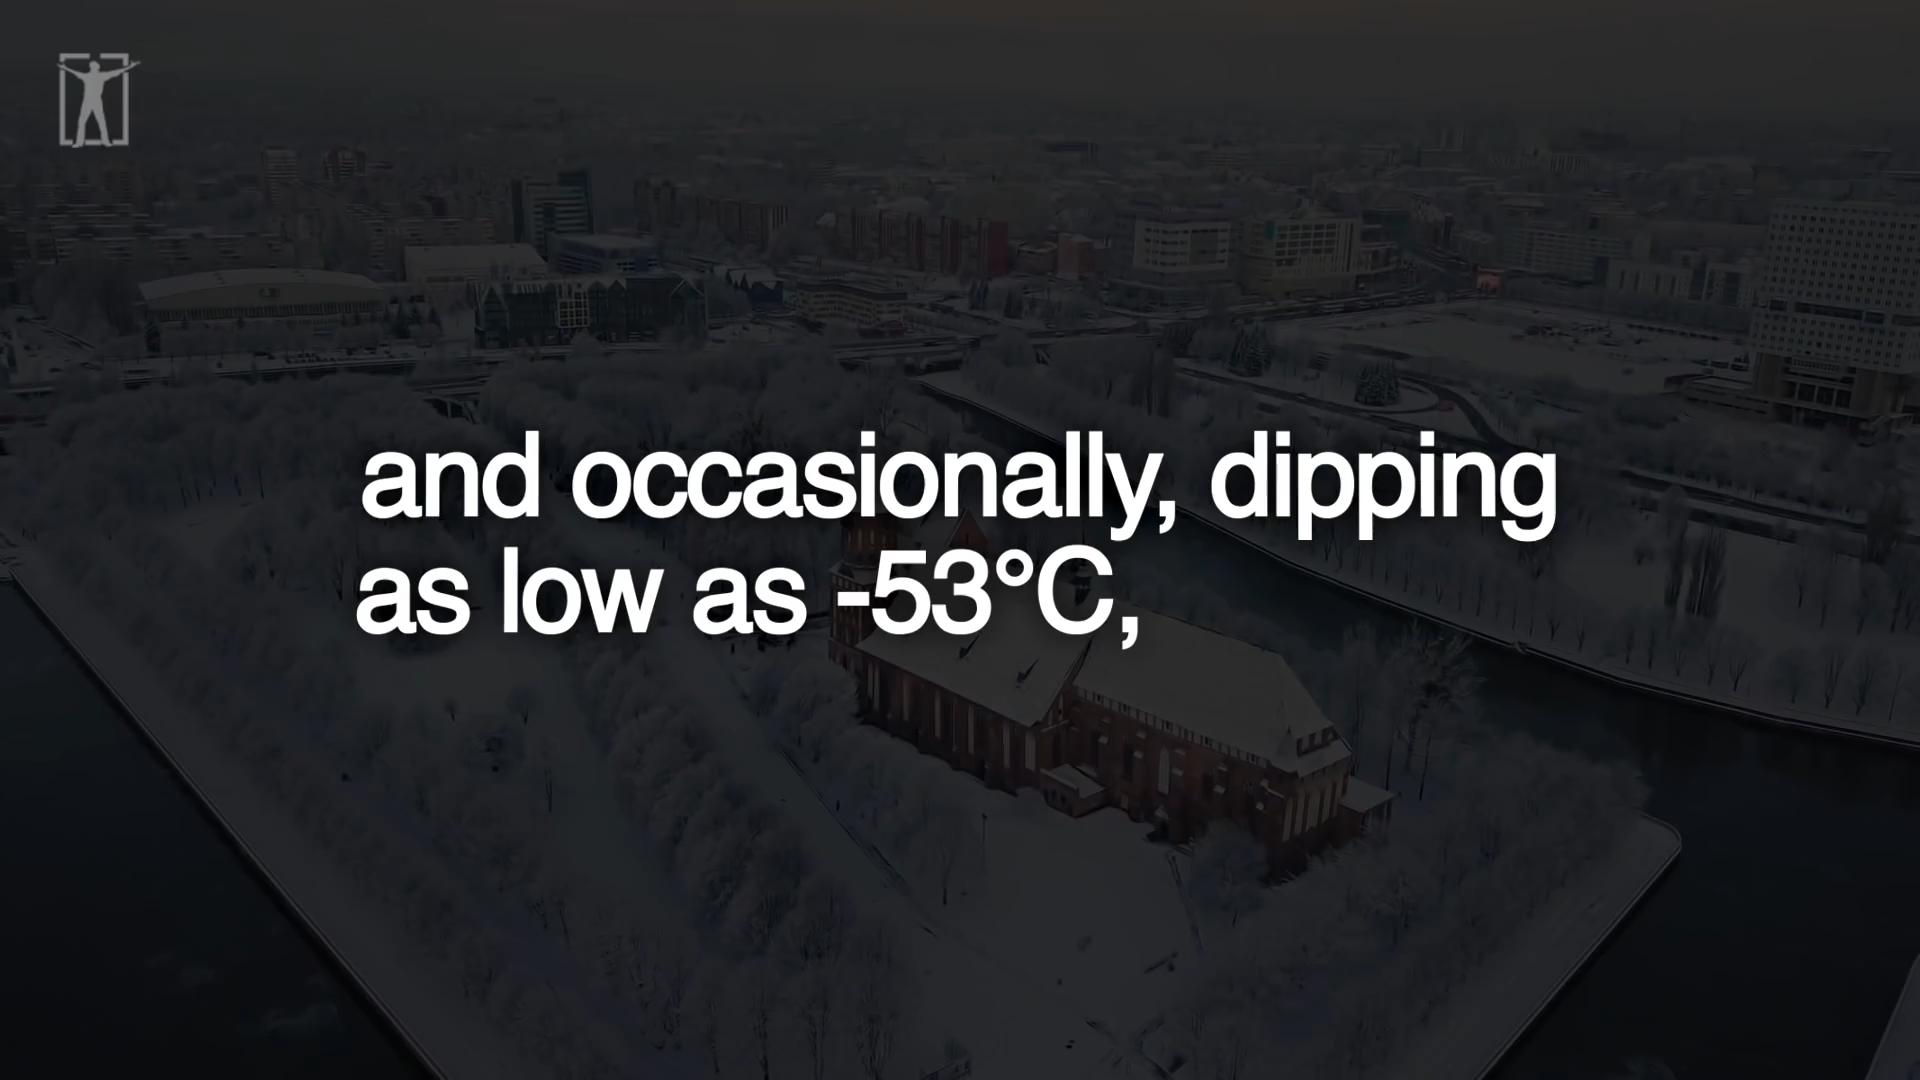 and occasionally, dipping
as low as -53°C,